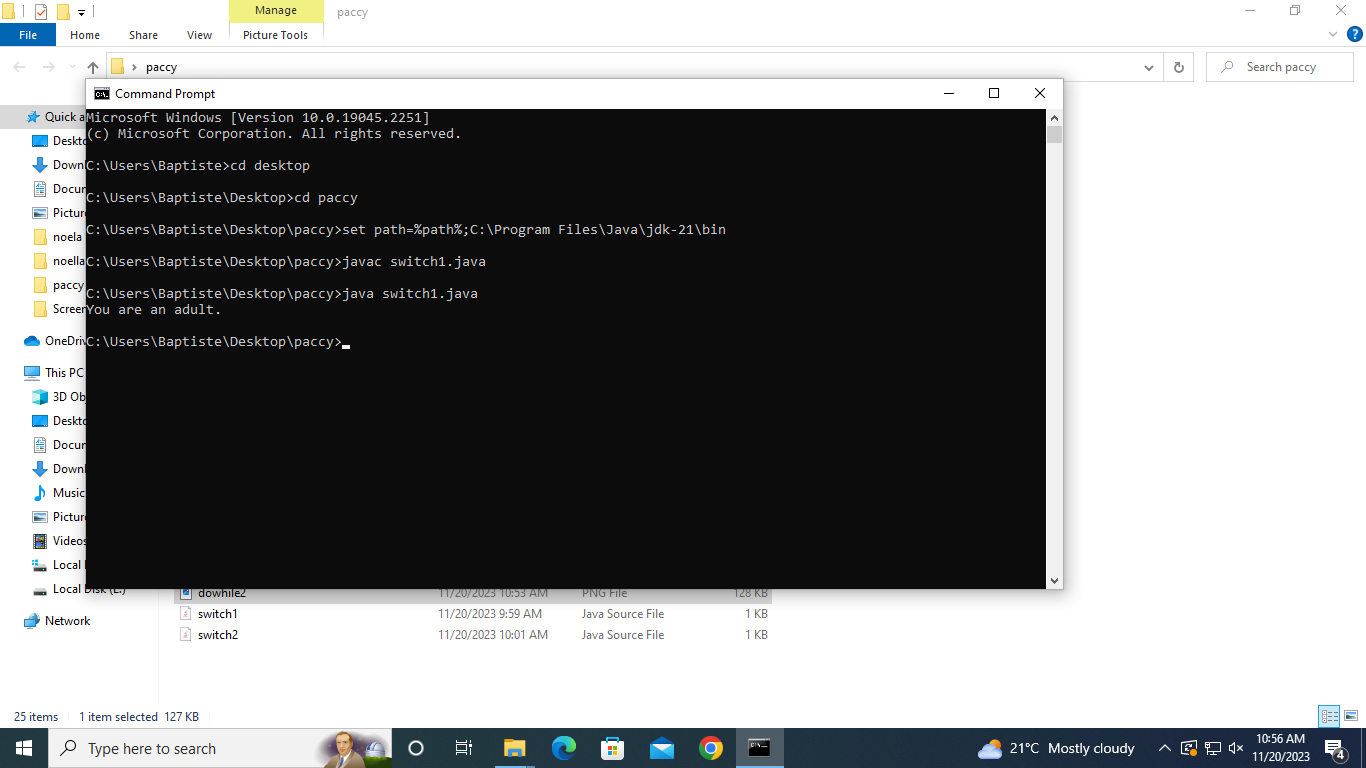 Manage
paccy
File
Home
Share
View
Picture Tools
paccy
Search paccy
Command Prompt
Microsoft Windows [Version 10.0.19045.2251]
(c) Microsoft Corporation. All rights reserved.
C:\Users\Baptiste>cd desktop
C:\Users\Baptiste\Desktop>cd paccy
C:\Users\Baptiste\Desktop\paccy>set path=%path%;C:\Program Files\Java\jdk-21\bin
C:\Users\Baptiste\Desktop\paccy>javac switch1.java
C:\Users\Baptiste\Desktop\paccy>java switch1.java
You are an adult.
C:\Users\Baptiste\Desktop\paccy>
Quick a
Deskt
Down
Docur
Pictur
noela
noella
paccy
Screer
OneDriv
This PC
3D Ob
Deskt
Docur
Downl
Music
Pictur
Videos
Local
Local Disk (E:)
Network
dowhile2 11/20/2023 10:53 AM PNG File 128 KB
switch1 11/20/2023 9:59 AM Java Source File 1 KB
switch2 11/20/2023 10:01 AM Java Source File 1 KB
25 items 1 item selected 127 KB
Type here to search
21°C Mostly cloudy
10:56 AM
11/20/2023
4